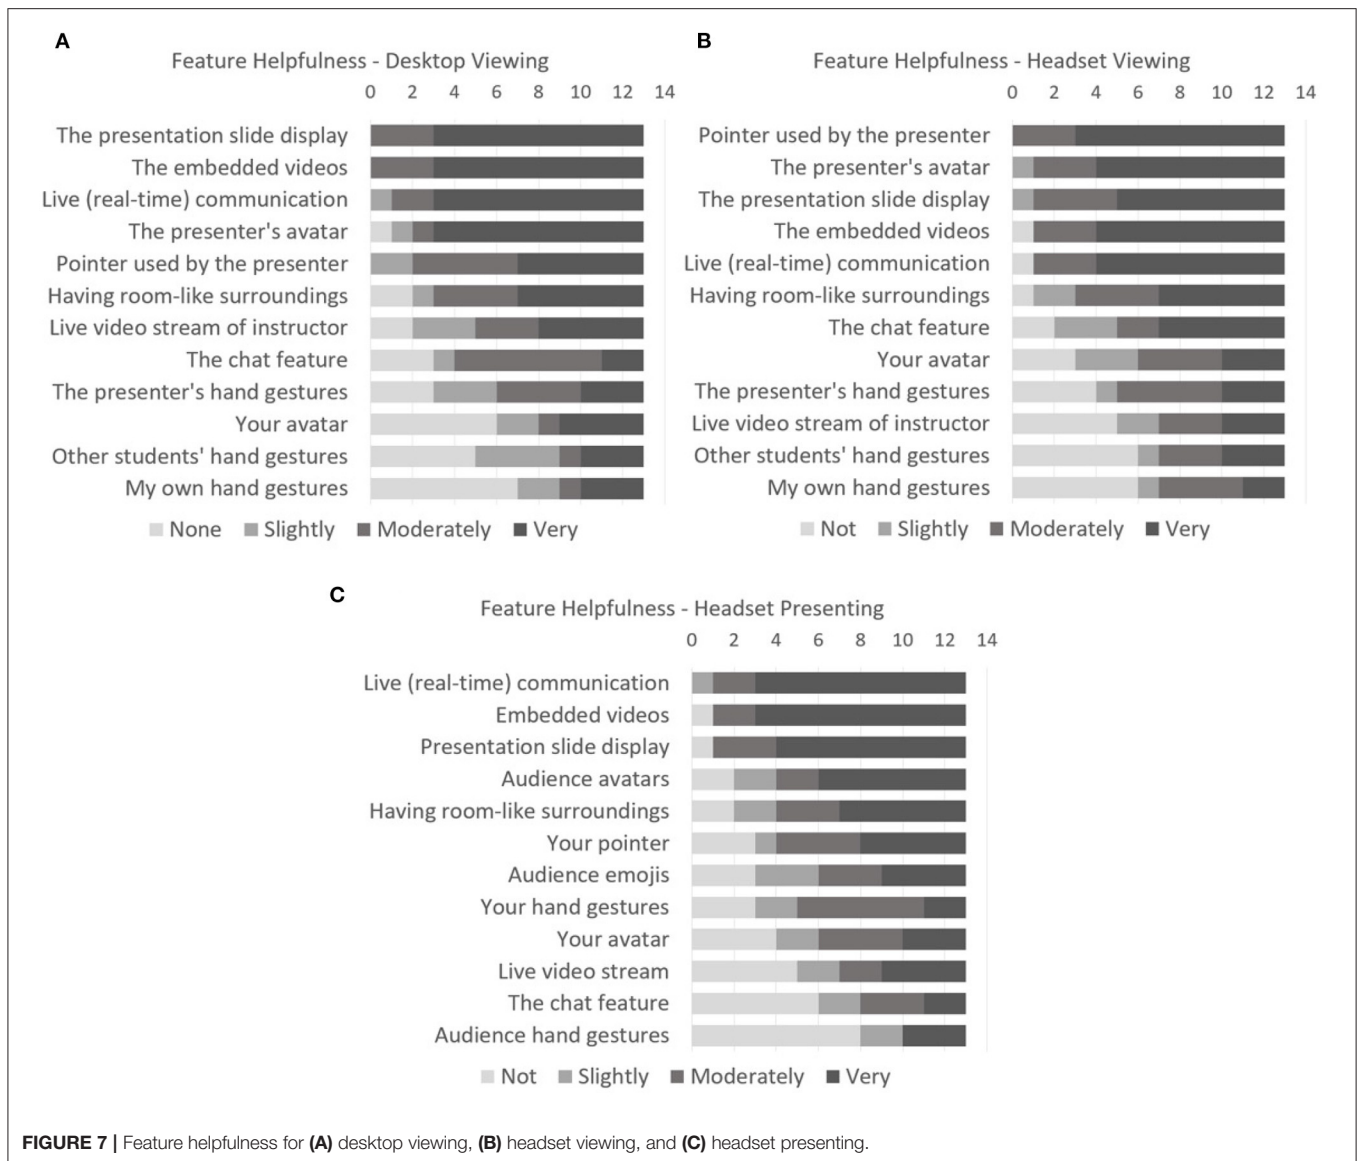 A
Feature Helpfulness - Desktop Viewing
0 2 4 6 8 10 12 14
The presentation slide display
The embedded videos
Live (real-time) communication
The presenter's avatar
Pointer used by the presenter
Having room-like surroundings
Live video stream of instructor
The chat feature
The presenter's hand gestures
Your avatar
Other students' hand gestures
My own hand gestures
None Slightly Moderately Very
B
Feature Helpfulness - Headset Viewing
0 2 4 6 8 10 12 14
Pointer used by the presenter
The presenter's avatar
The presentation slide display
The embedded videos
Live (real-time) communication
Having room-like surroundings
The chat feature
Your avatar
The presenter's hand gestures
Live video stream of instructor
Other students' hand gestures
My own hand gestures
Not Slightly Moderately Very
C
Feature Helpfulness - Headset Presenting
0 2 4 6 8 10 12 14
Live (real-time) communication
Embedded videos
Presentation slide display
Audience avatars
Having room-like surroundings
Your pointer
Audience emojis
Your hand gestures
Your avatar
Live video stream
The chat feature
Audience hand gestures
Not Slightly Moderately Very
FIGURE 7 | Feature helpfulness for (A) desktop viewing, (B) headset viewing, and (C) headset presenting.